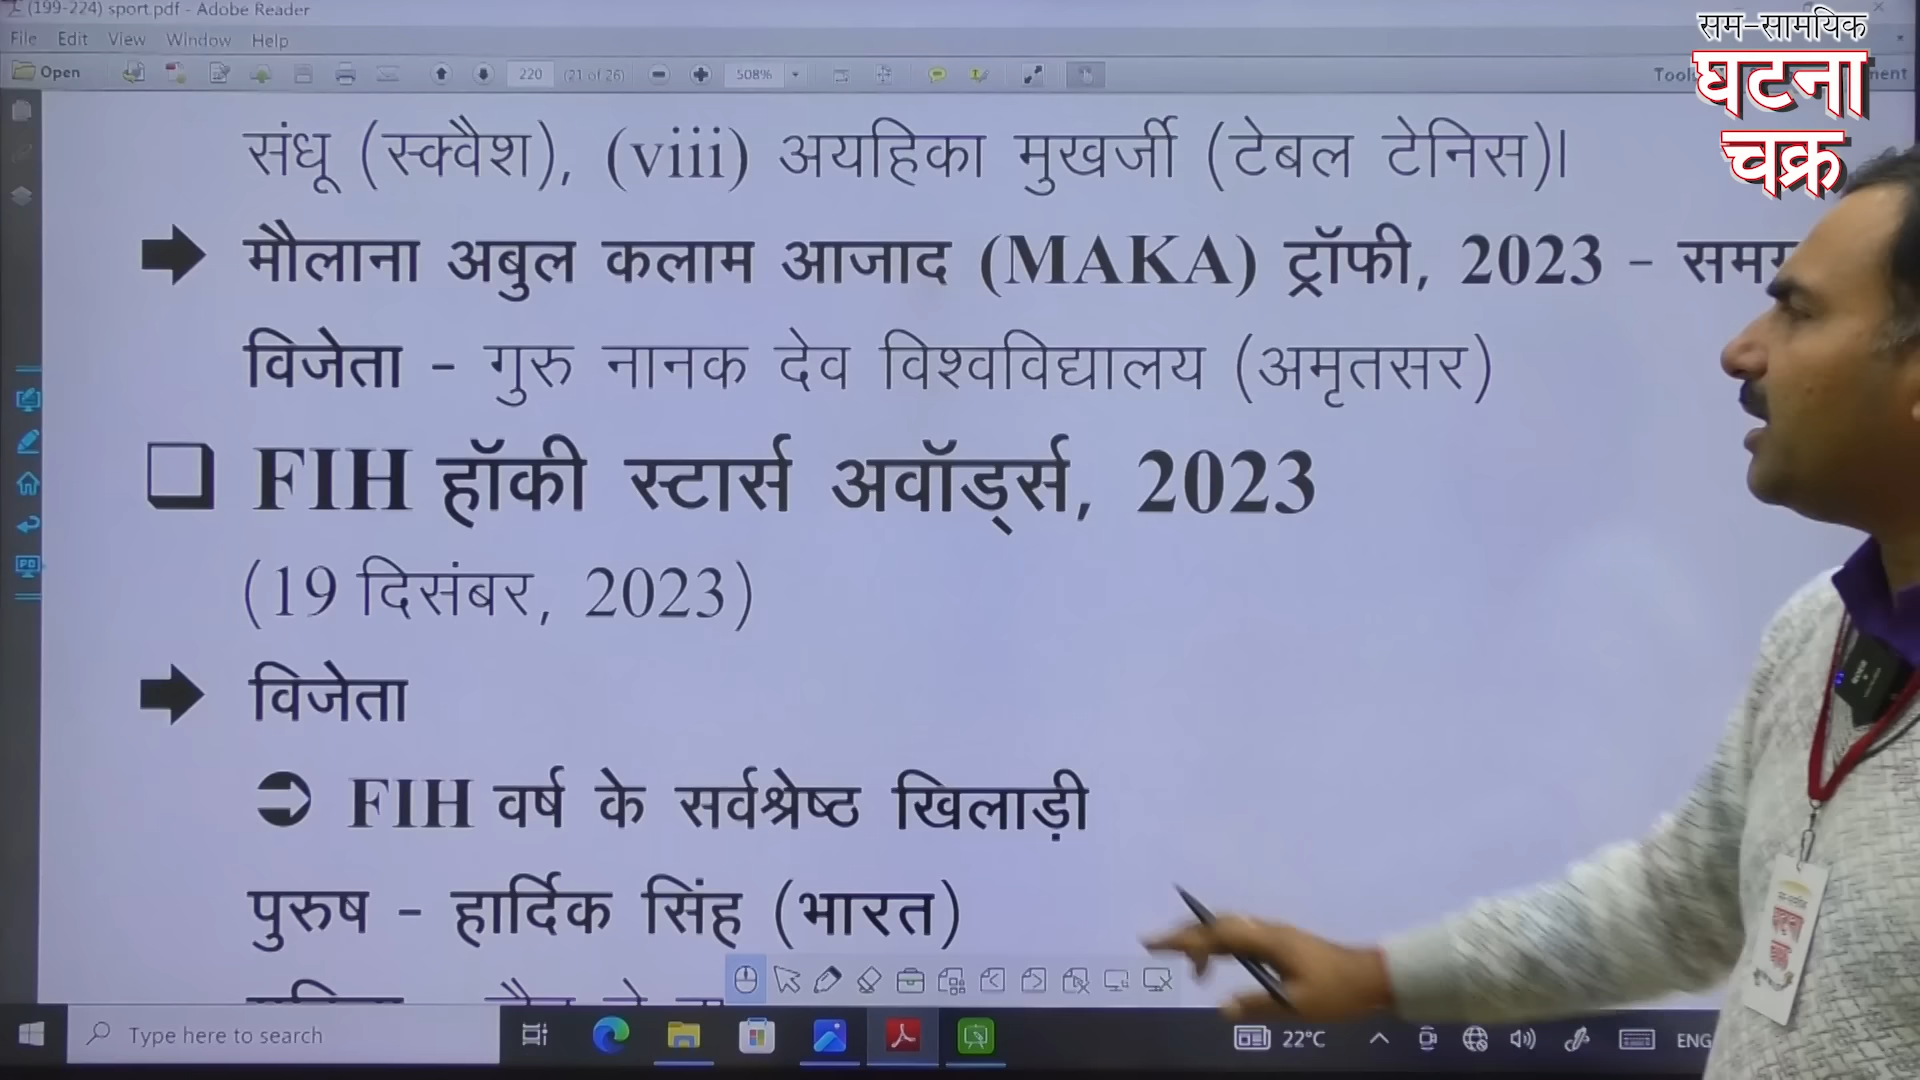 (199-224) sport.pdf - Adobe Reader
File Edit View Window Help
Open 220 (21 of 26) 508%
सम-सामयिक
घटना
चक्र
संधू (स्क्वैश), (viii) अयहिका मुखर्जी (टेबल टेनिस)।
मौलाना अबुल कलाम आजाद (MAKA) ट्रॉफी, 2023 -
विजेता - गुरु नानक देव विश्वविद्यालय (अमृतसर)
FIH हॉकी स्टार्स अवॉर्ड्स, 2023
(19 दिसंबर, 2023)
विजेता
FIH वर्ष के सर्वश्रेष्ठ खिलाड़ी
पुरुष - हार्दिक सिंह (भारत)
Type here to search
22°C
ENG